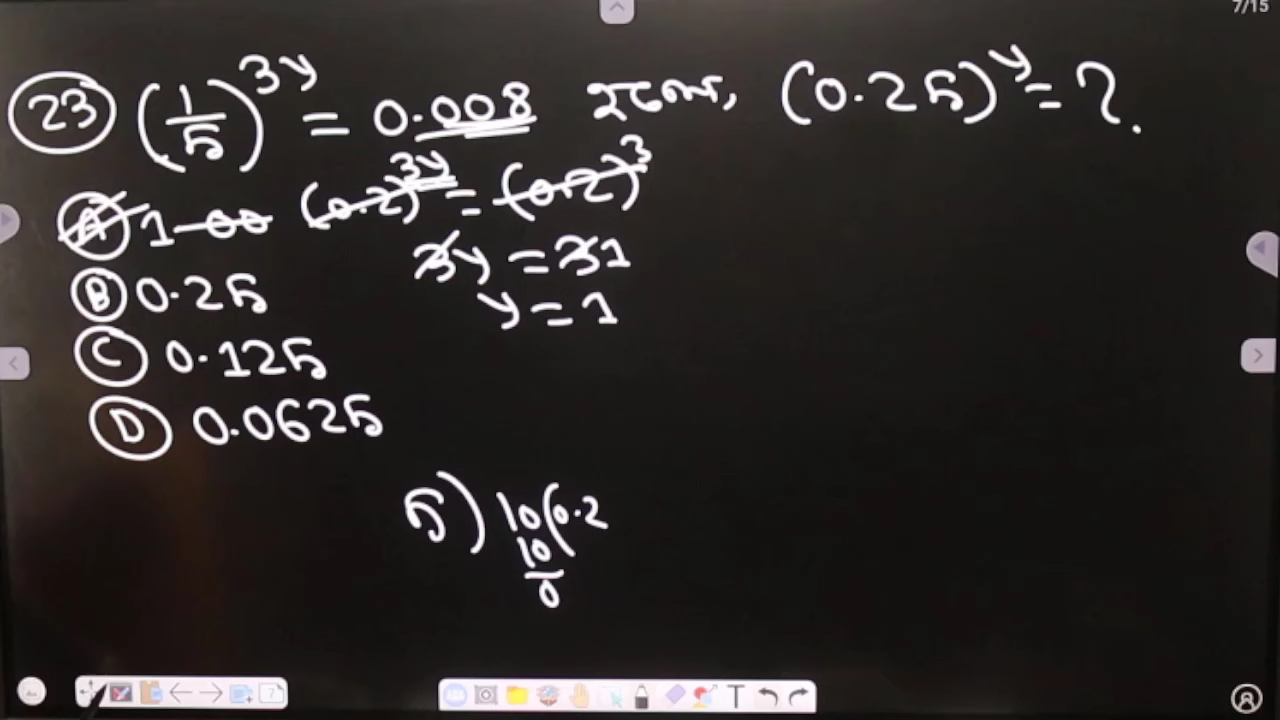 7/15
23 (1/5)^3y = 0.008 হলে, (0.25)^y = ?
A 1-00 (0.2)^3y = (0.2)^3
3y = 31
B 0.25
y = 1
C 0.125
D 0.0625
5) 10 (0.2
10
0